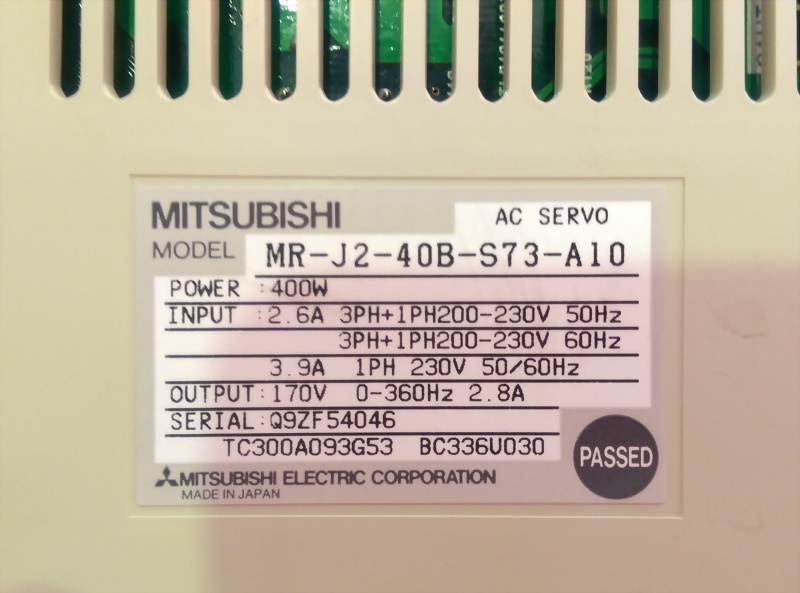 MITSUBISHI AC SERVO
MODEL MR-J2-40B-S73-A10
POWER : 400W
INPUT : 2.6A 3PH+1PH200-230V 50Hz
3PH+1PH200-230V 60Hz
3.9A 1PH 230V 50/60Hz
OUTPUT : 170V 0-360Hz 2.8A
SERIAL : Q9ZF54046
TC300A093G53 BC336U030
PASSED
MITSUBISHI ELECTRIC CORPORATION
MADE IN JAPAN